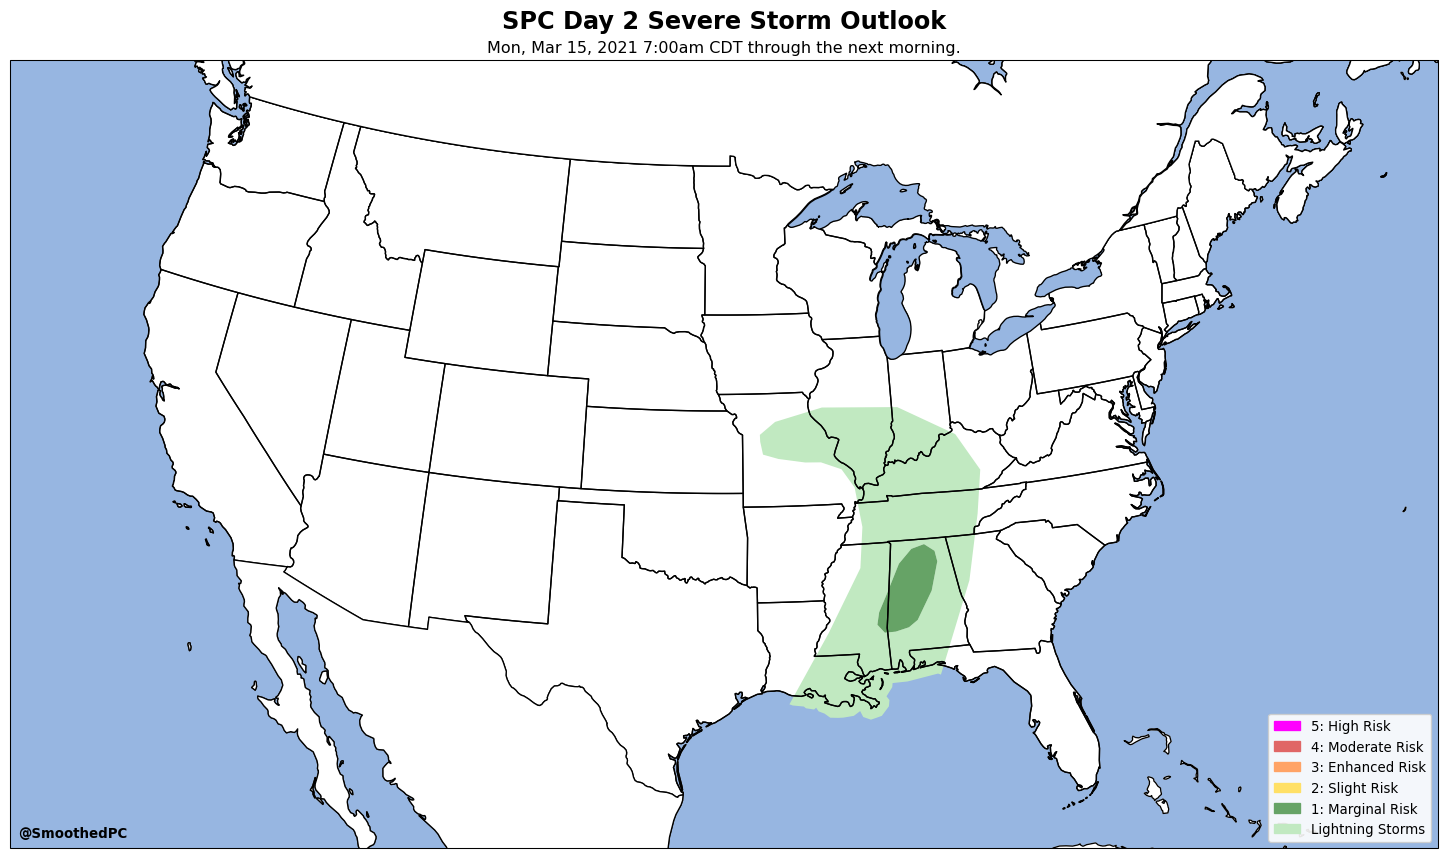 SPC Day 2 Severe Storm Outlook
Mon, Mar 15, 2021 7:00am CDT through the next morning.
5: High Risk
4: Moderate Risk
3: Enhanced Risk
2: Slight Risk
1: Marginal Risk
Lightning Storms
@SmoothedPC